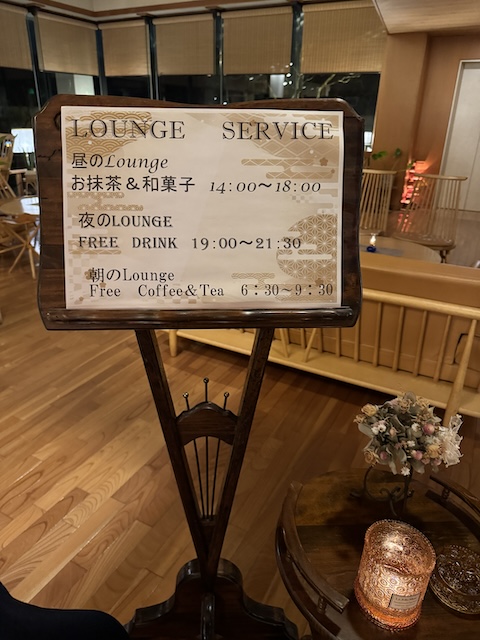 LOUNGE SERVICE
昼のLounge
お抹茶＆和菓子 14:00〜18:00
夜のLOUNGE
FREE DRINK 19:00〜21:30
朝のLounge
Free Coffee＆Tea 6：30〜9：30